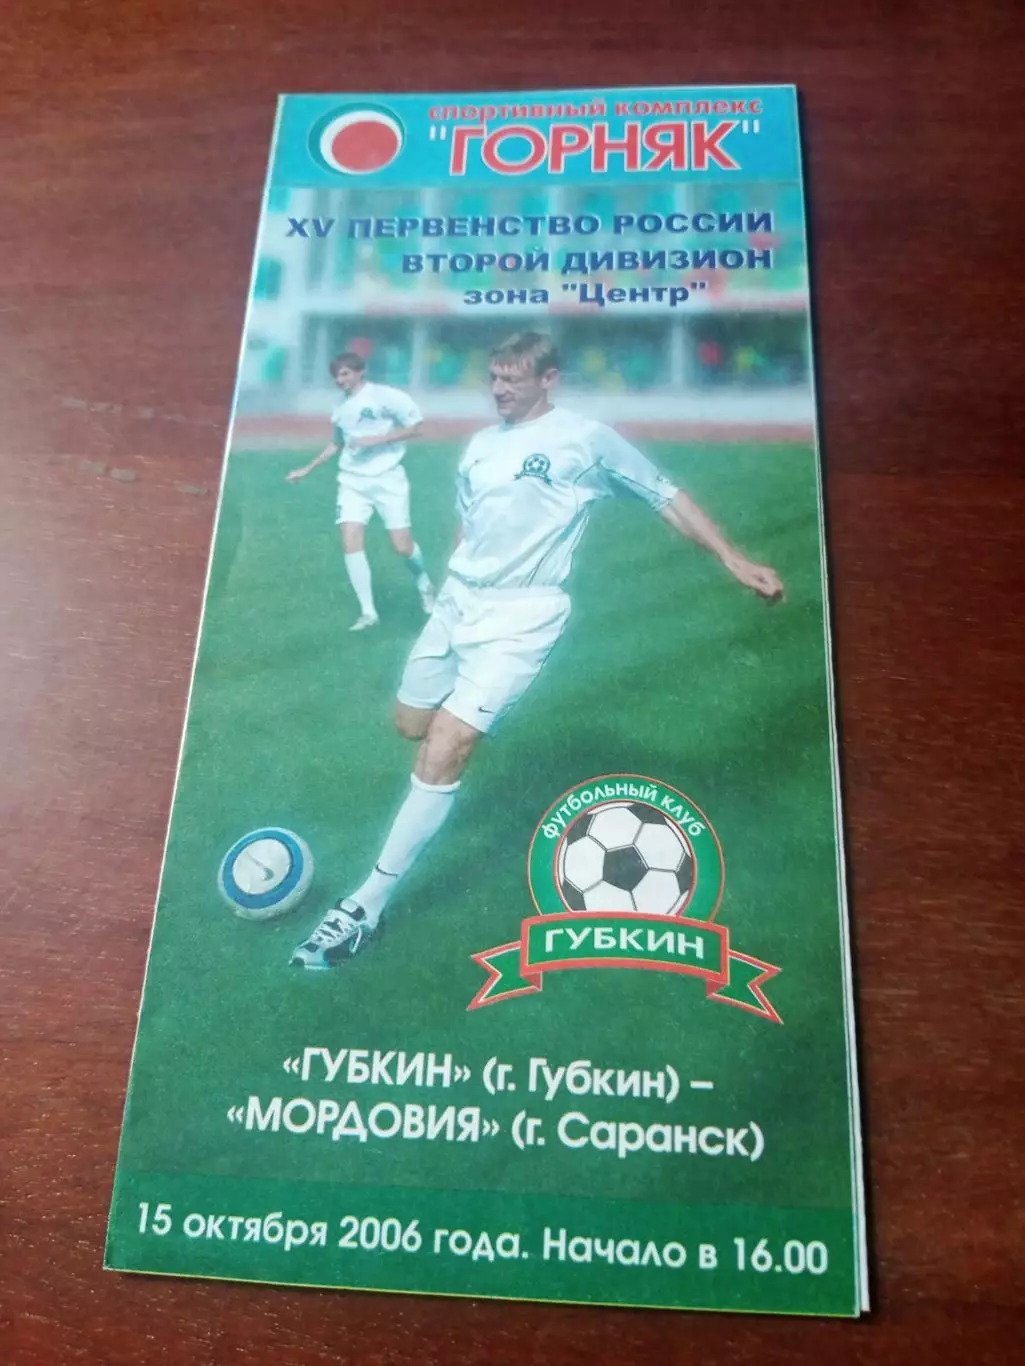 спортивный комплекс
"ГОРНЯК"
XV ПЕРВЕНСТВО РОССИИ
ВТОРОЙ ДИВИЗИОН
зона "Центр"
футбольный клуб
ГУБКИН
«ГУБКИН» (г. Губкин) –
«МОРДОВИЯ» (г. Саранск)
15 октября 2006 года. Начало в 16.00